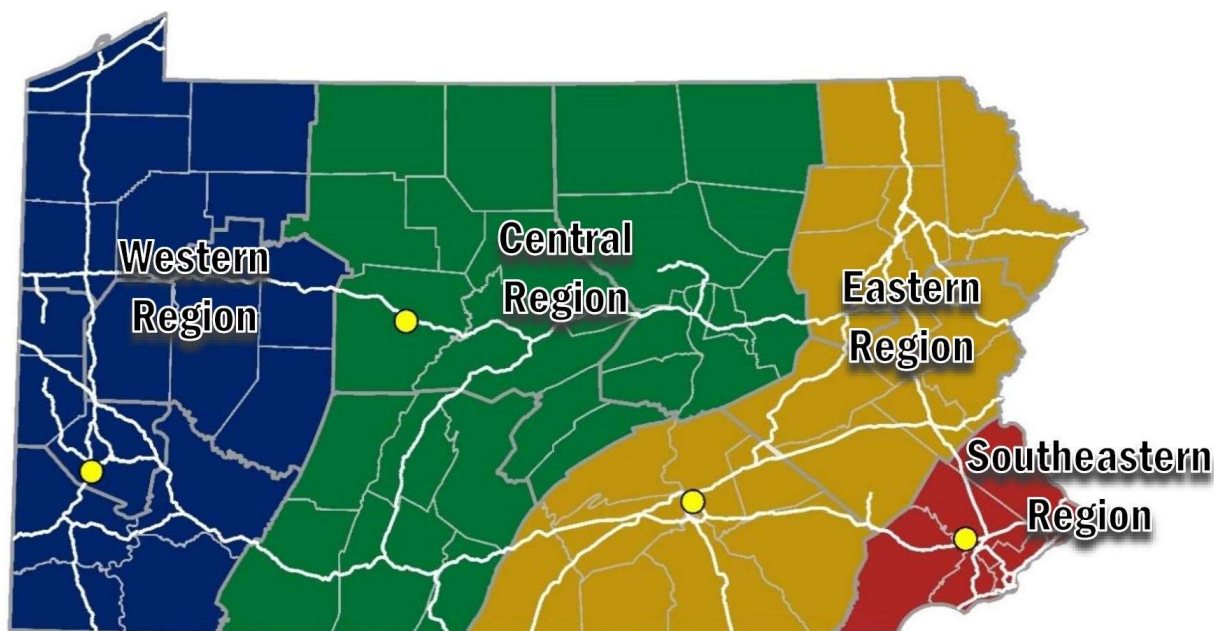 Western
Region
Central
Region
Eastern
Region
Southeastern
Region